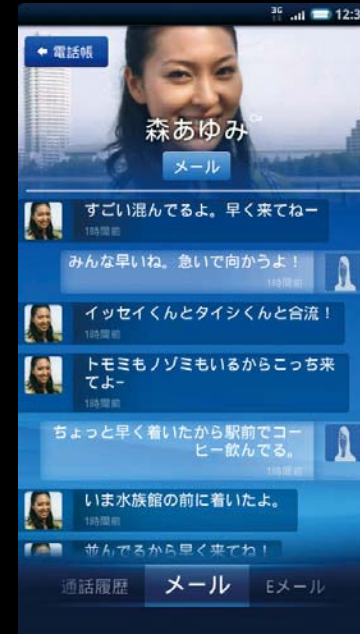 3G 12:3
電話帳
森あゆみ
メール
すごい混んでるよ。早く来てねー
1時間前
みんな早いね。急いで向かうよ！
1時間前
イッセイくんとタイシくんと合流！
1時間前
トモミもノゾミもいるからこっち来
てよ−
1時間前
ちょっと早く着いたから駅前でコー
ヒー飲んでる。
1時間前
いま水族館の前に着いたよ。
1時間前
並んでるから早く来てね！
通話履歴 メール Eメール